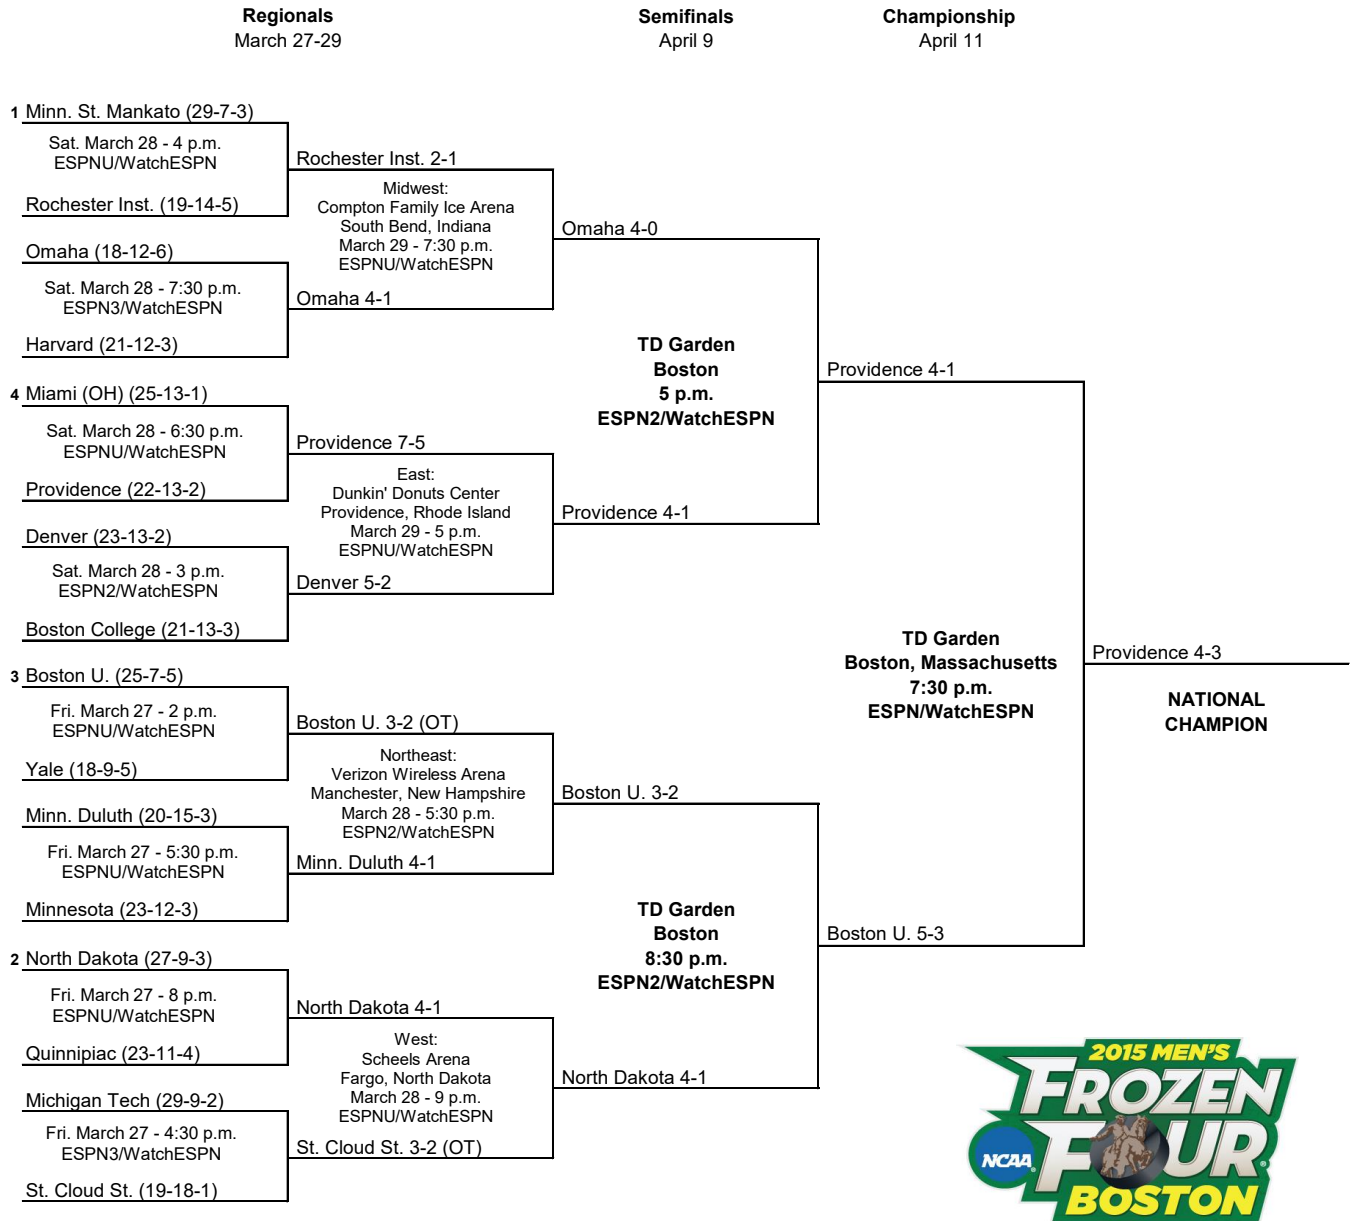 Regionals
March 27-29
Semifinals
April 9
Championship
April 11
1 Minn. St. Mankato (29-7-3)
Sat. March 28 - 4 p.m.
ESPNU/WatchESPN
Rochester Inst. (19-14-5)
Rochester Inst. 2-1
Midwest:
Compton Family Ice Arena
South Bend, Indiana
March 29 - 7:30 p.m.
ESPNU/WatchESPN
Omaha (18-12-6)
Sat. March 28 - 7:30 p.m.
ESPN3/WatchESPN
Harvard (21-12-3)
Omaha 4-1
Omaha 4-0
4 Miami (OH) (25-13-1)
Sat. March 28 - 6:30 p.m.
ESPNU/WatchESPN
Providence (22-13-2)
Providence 7-5
East:
Dunkin' Donuts Center
Providence, Rhode Island
March 29 - 5 p.m.
ESPNU/WatchESPN
Denver (23-13-2)
Sat. March 28 - 3 p.m.
ESPN2/WatchESPN
Boston College (21-13-3)
Denver 5-2
Providence 4-1
TD Garden
Boston
5 p.m.
ESPN2/WatchESPN
Providence 4-1
3 Boston U. (25-7-5)
Fri. March 27 - 2 p.m.
ESPNU/WatchESPN
Yale (18-9-5)
Boston U. 3-2 (OT)
Northeast:
Verizon Wireless Arena
Manchester, New Hampshire
March 28 - 5:30 p.m.
ESPN2/WatchESPN
Minn. Duluth (20-15-3)
Fri. March 27 - 5:30 p.m.
ESPNU/WatchESPN
Minnesota (23-12-3)
Minn. Duluth 4-1
Boston U. 3-2
2 North Dakota (27-9-3)
Fri. March 27 - 8 p.m.
ESPNU/WatchESPN
Quinnipiac (23-11-4)
North Dakota 4-1
West:
Scheels Arena
Fargo, North Dakota
March 28 - 9 p.m.
ESPNU/WatchESPN
Michigan Tech (29-9-2)
Fri. March 27 - 4:30 p.m.
ESPN3/WatchESPN
St. Cloud St. (19-18-1)
St. Cloud St. 3-2 (OT)
North Dakota 4-1
TD Garden
Boston
8:30 p.m.
ESPN2/WatchESPN
Boston U. 5-3
TD Garden
Boston, Massachusetts
7:30 p.m.
ESPN/WatchESPN
Providence 4-3
NATIONAL
CHAMPION
2015 MEN'S
FROZEN
FOUR
NCAA
BOSTON